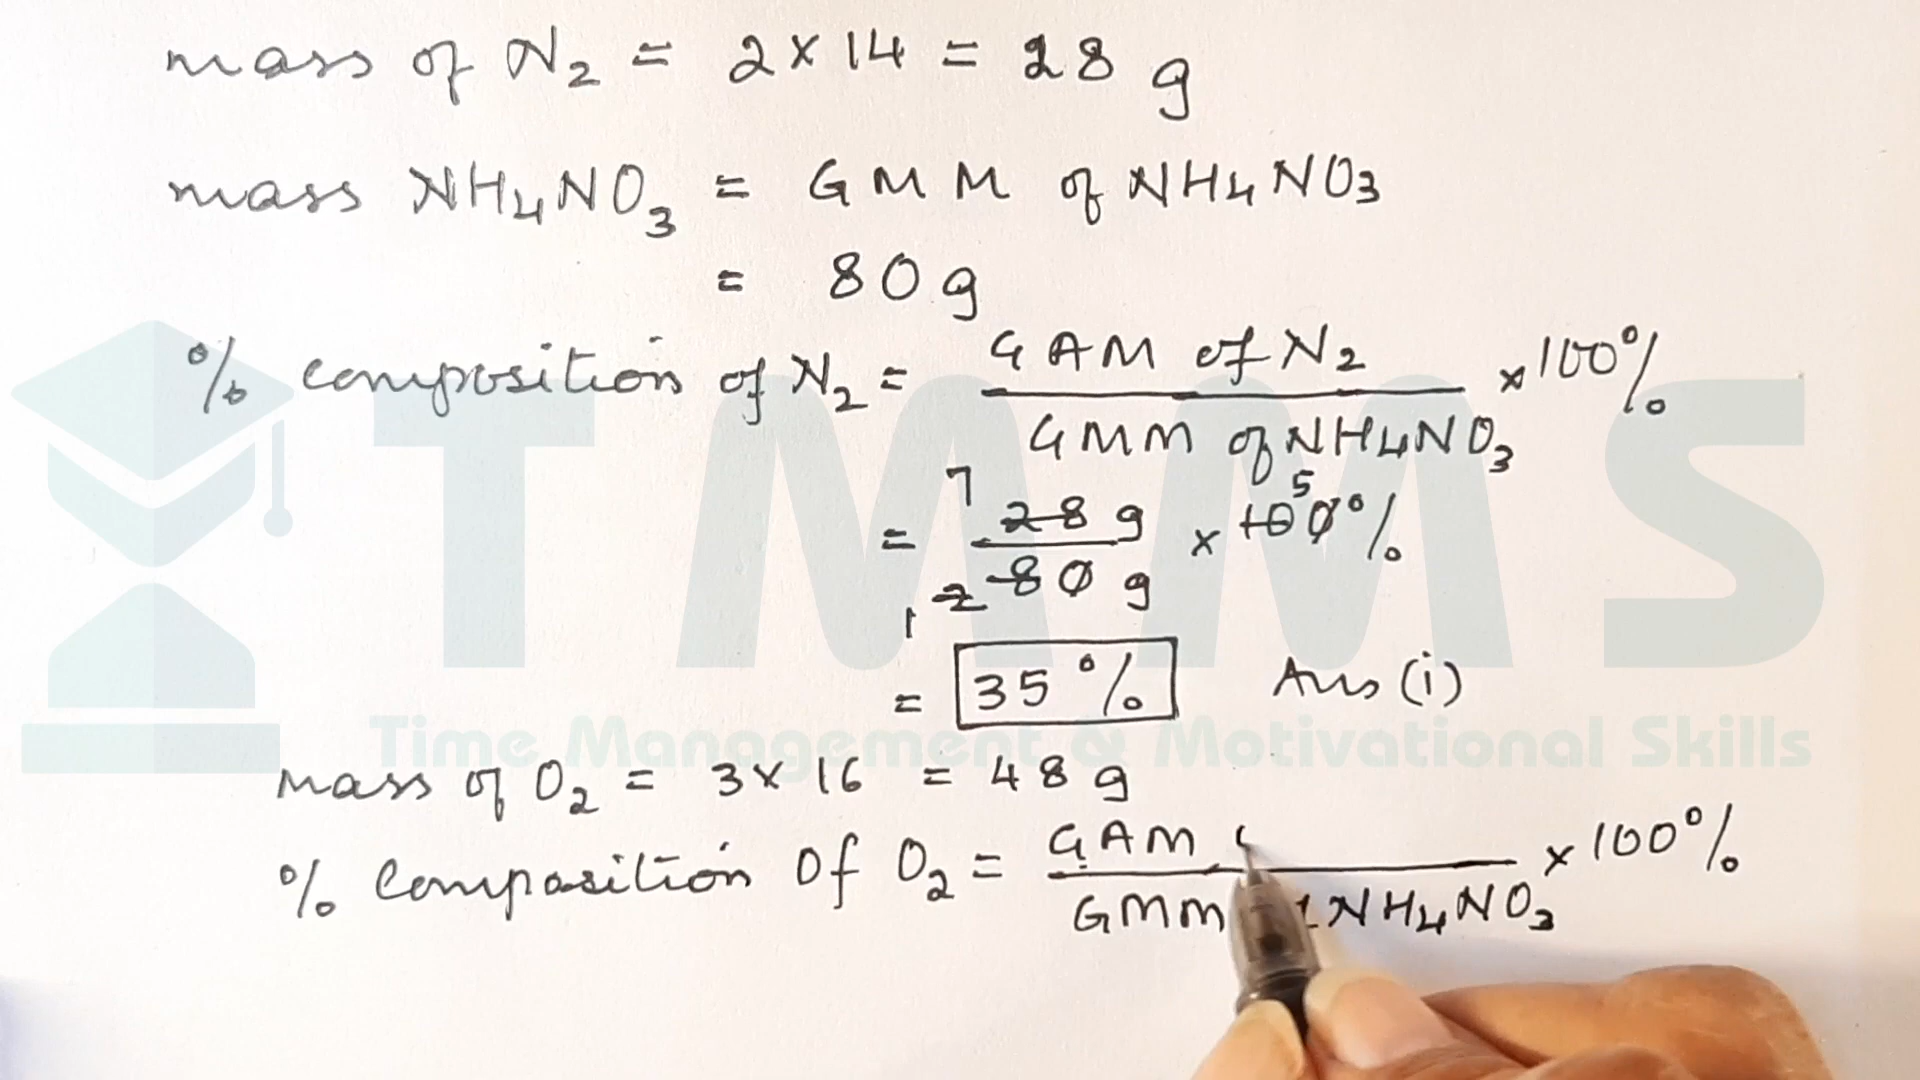 mass of N2 = 2 × 14 = 28 g
mass NH4NO3 = GMM of NH4NO3
= 80 g
% composition of N2 = GAM of N2 / GMM of NH4NO3 × 100%
= 7 28 g / 1 2 80 g × 5 100%
= 35 % Ans (i)
TMMS
Time Management & Motivational Skills
Mass of O2 = 3 × 16 = 48 g
% Composition Of O2 = GAM / GMM NH4NO3 × 100%